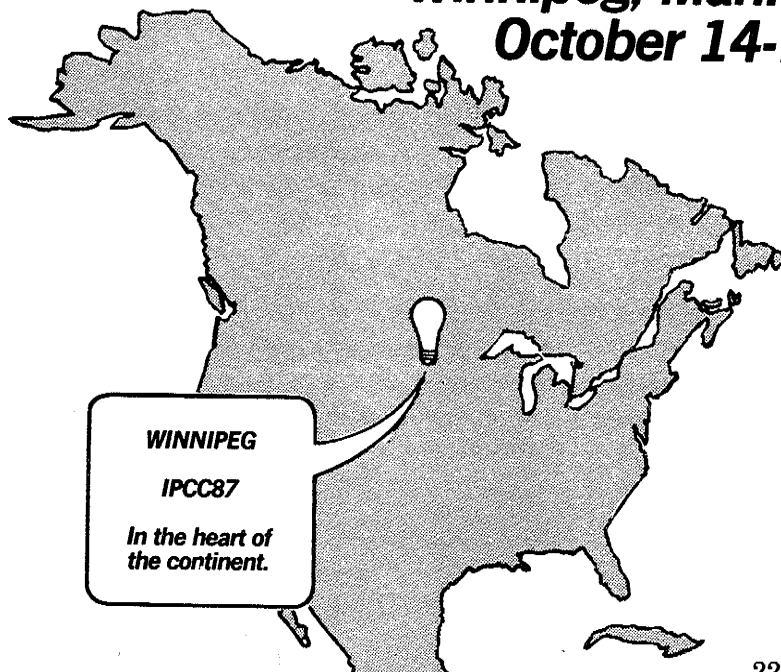 October 14-
WINNIPEG
IPCC87
In the heart of
the continent.